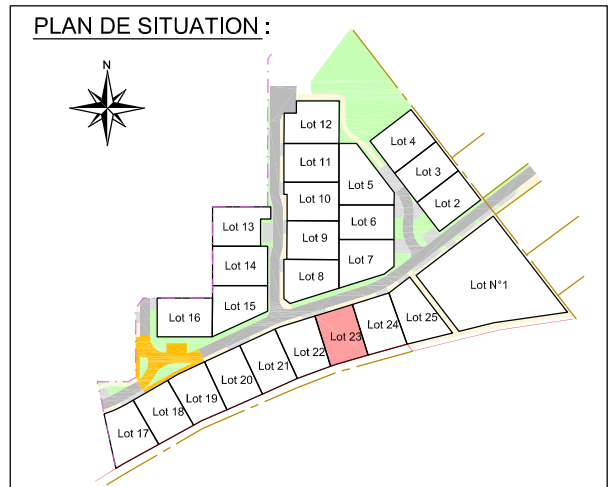 PLAN DE SITUATION :
N
Lot 12
Lot 4
Lot 11
Lot 3
Lot 5
Lot 10
Lot 2
Lot 6
Lot 13
Lot 9
Lot 7
Lot 14
Lot 8
Lot N°1
Lot 15
Lot 16
Lot 25
Lot 24
Lot 23
Lot 22
Lot 21
Lot 20
Lot 19
Lot 18
Lot 17